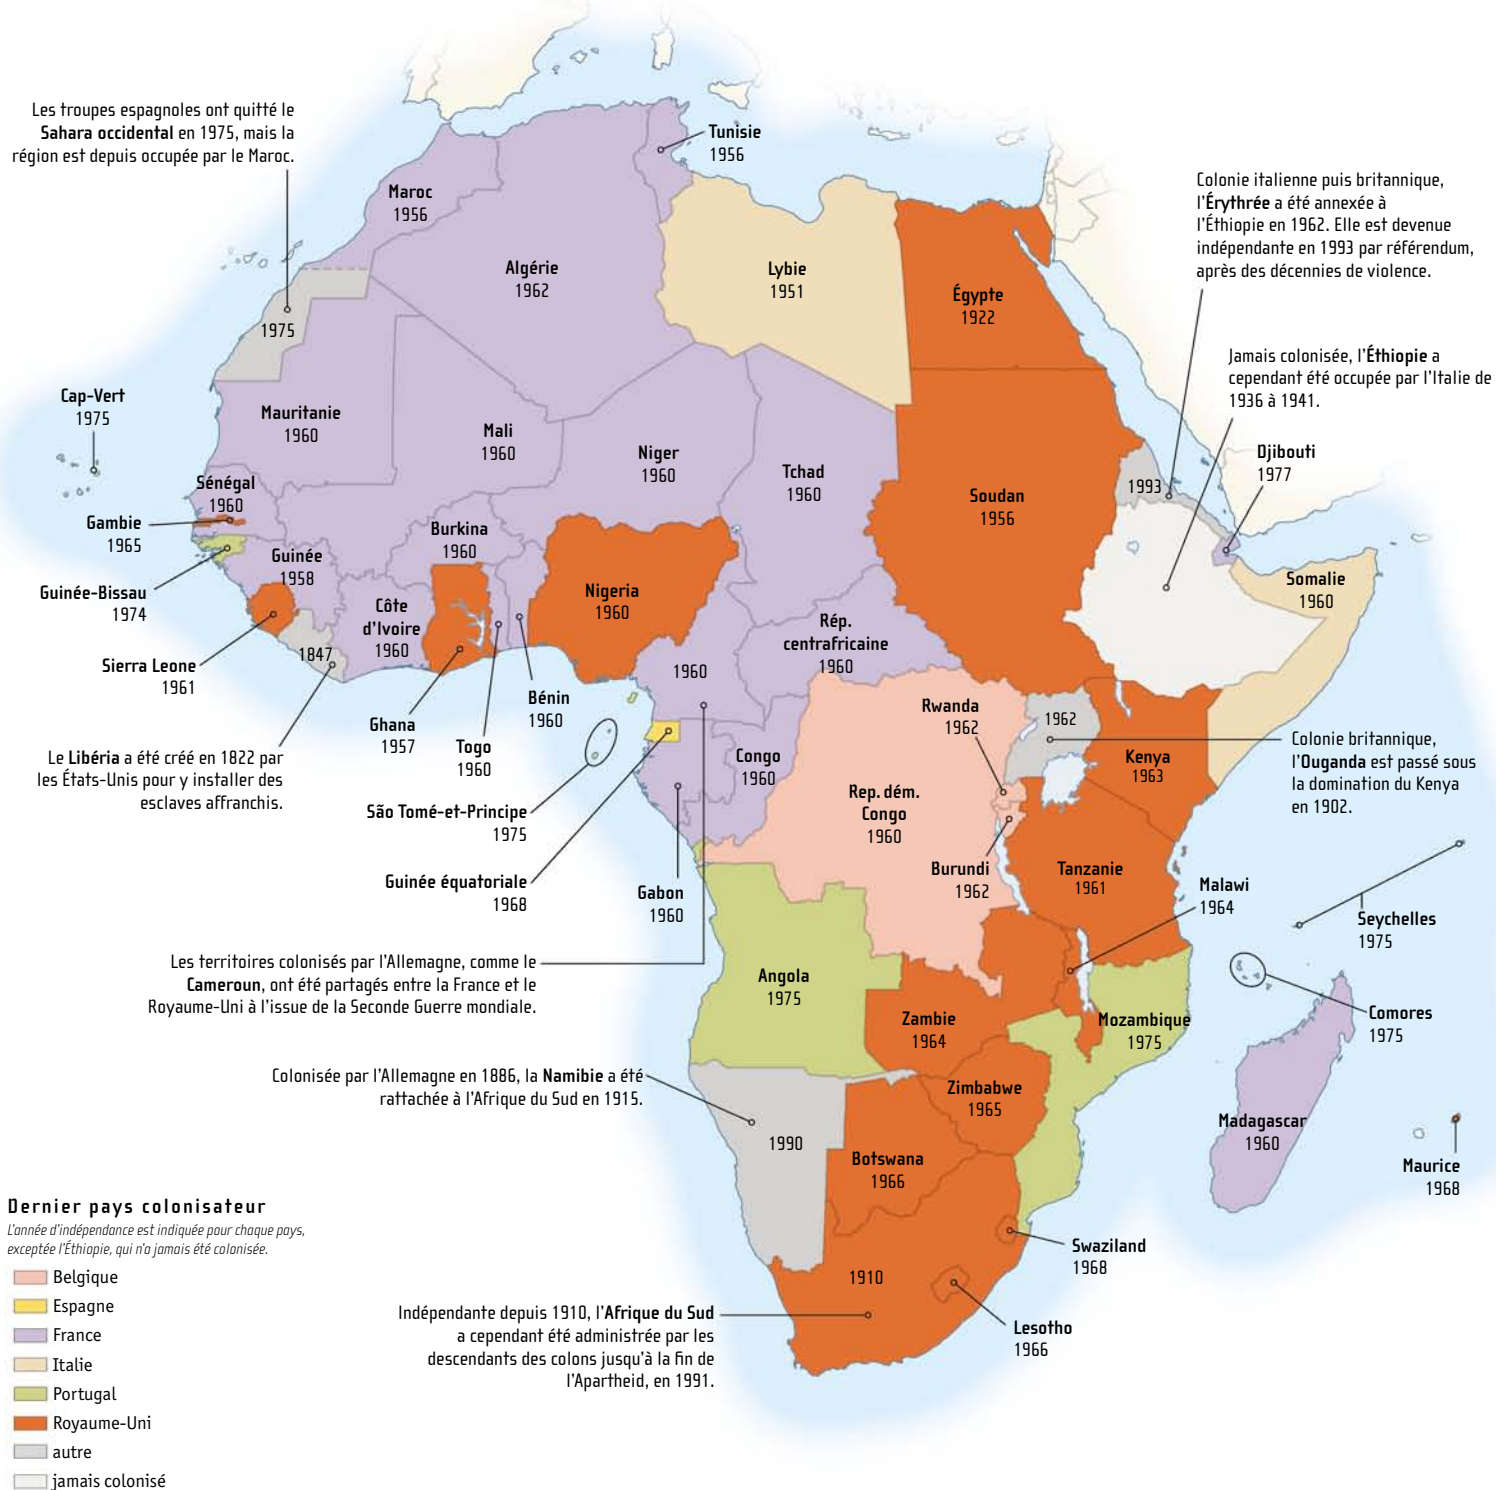 Les troupes espagnoles ont quitté le
Sahara occidental en 1975, mais la
région est depuis occupée par le Maroc.
Tunisie
1956
Maroc
1956
Algérie
1962
Lybie
1951
Égypte
1922
Colonie italienne puis britannique,
l'Érythrée a été annexée à
l'Éthiopie en 1962. Elle est devenue
indépendante en 1993 par référendum,
après des décennies de violence.
1975
Jamais colonisée, l'Éthiopie a
cependant été occupée par l'Italie de
1936 à 1941.
Cap-Vert
1975
Mauritanie
1960
Mali
1960
Niger
1960
Tchad
1960
Soudan
1956
1993
Djibouti
1977
Sénégal
1960
Gambie
1965
Guinée-Bissau
1974
Guinée
1958
Burkina
1960
Côte
d'Ivoire
1960
Nigeria
1960
Somalie
1960
Sierra Leone
1961
1847
Rép.
centrafricaine
1960
1960
Ghana
1957
Togo
1960
Bénin
1960
Le Libéria a été créé en 1822 par
les États-Unis pour y installer des
esclaves affranchis.
Rwanda
1962
1962
Kenya
1963
Colonie britannique,
l'Ouganda est passé sous
la domination du Kenya
en 1902.
Congo
1960
Rep. dém.
Congo
1960
São Tomé-et-Principe
1975
Guinée équatoriale
1968
Gabon
1960
Burundi
1962
Tanzanie
1961
Malawi
1964
Seychelles
1975
Les territoires colonisés par l'Allemagne, comme le
Cameroun, ont été partagés entre la France et le
Royaume-Uni à l'issue de la Seconde Guerre mondiale.
Angola
1975
Zambie
1964
Mozambique
1975
Comores
1975
Colonisée par l'Allemagne en 1886, la Namibie a été
rattachée à l'Afrique du Sud en 1915.
1990
Zimbabwe
1965
Botswana
1966
Madagascar
1960
Maurice
1968
Swaziland
1968
1910
Lesotho
1966
Indépendante depuis 1910, l'Afrique du Sud
a cependant été administrée par les
descendants des colons jusqu'à la fin de
l'Apartheid, en 1991.
Dernier pays colonisateur
L'année d'indépendance est indiquée pour chaque pays,
exceptée l'Éthiopie, qui n'a jamais été colonisée.
Belgique
Espagne
France
Italie
Portugal
Royaume-Uni
autre
jamais colonisé